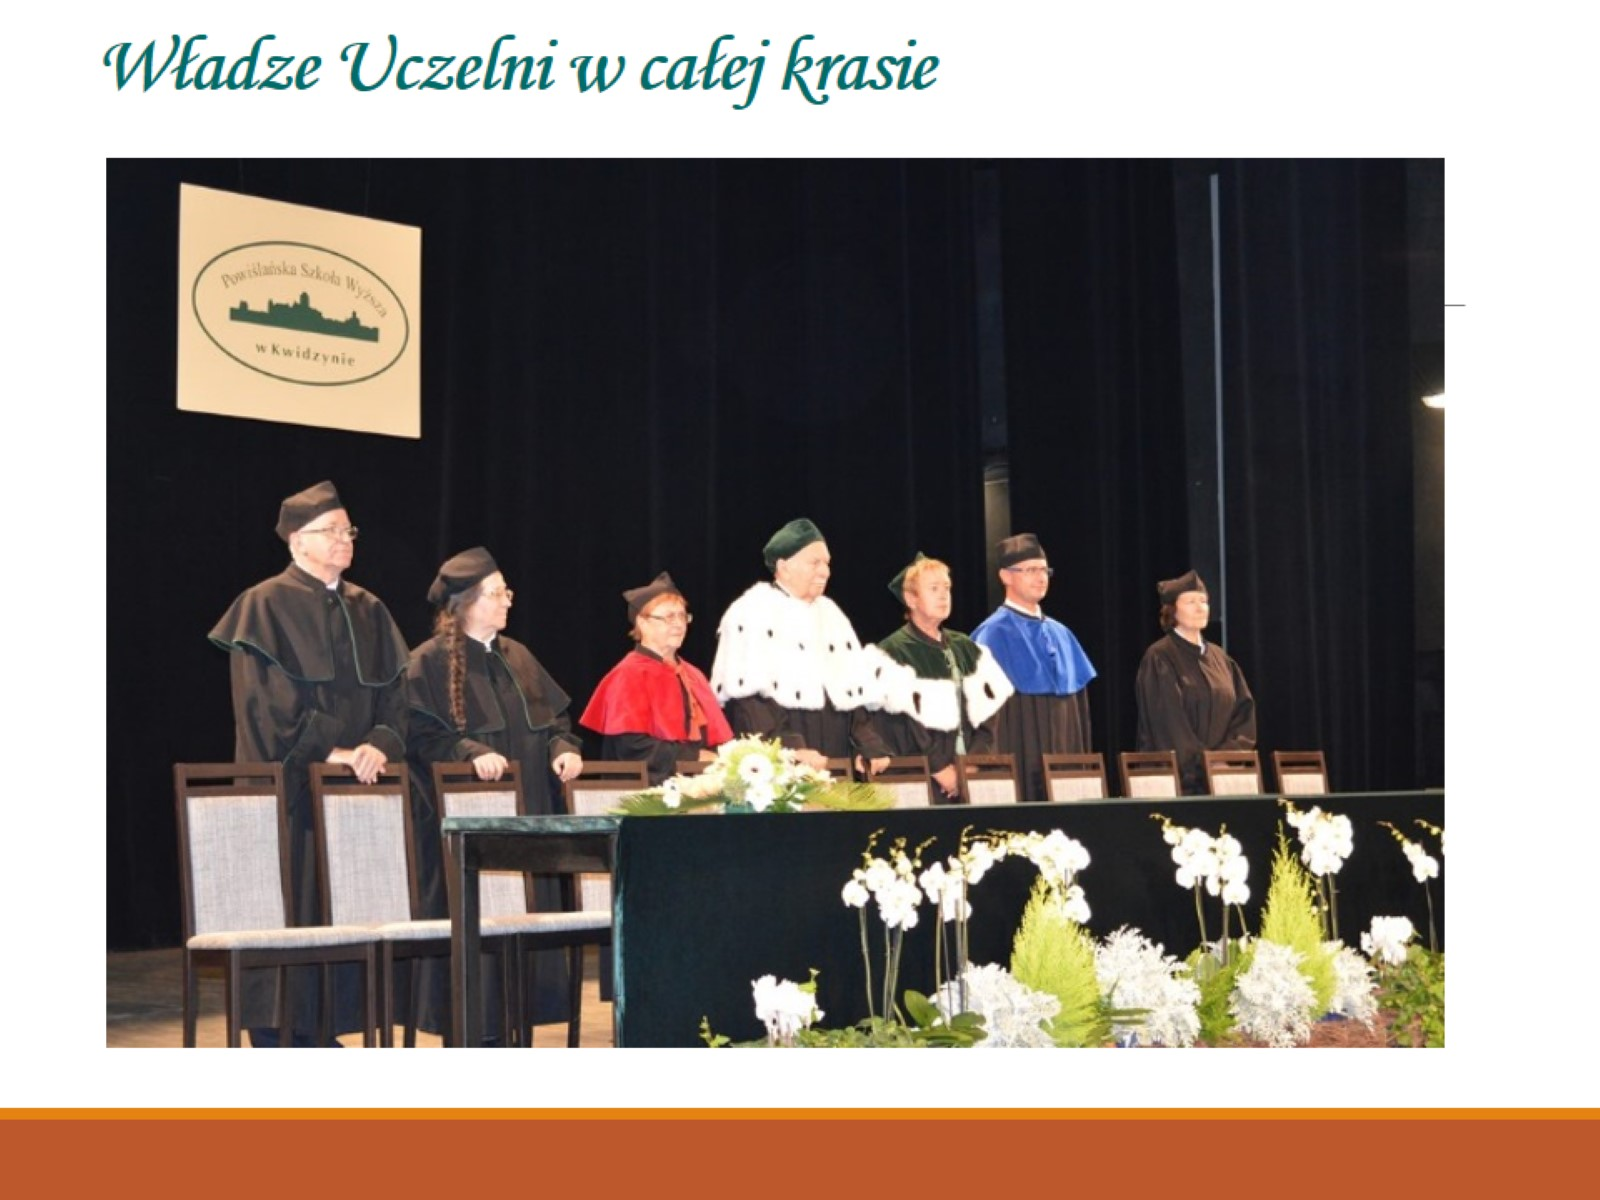 Władze Uczelni w całej krasie
Powiślańska Szkoła Wyższa
w Kwidzynie